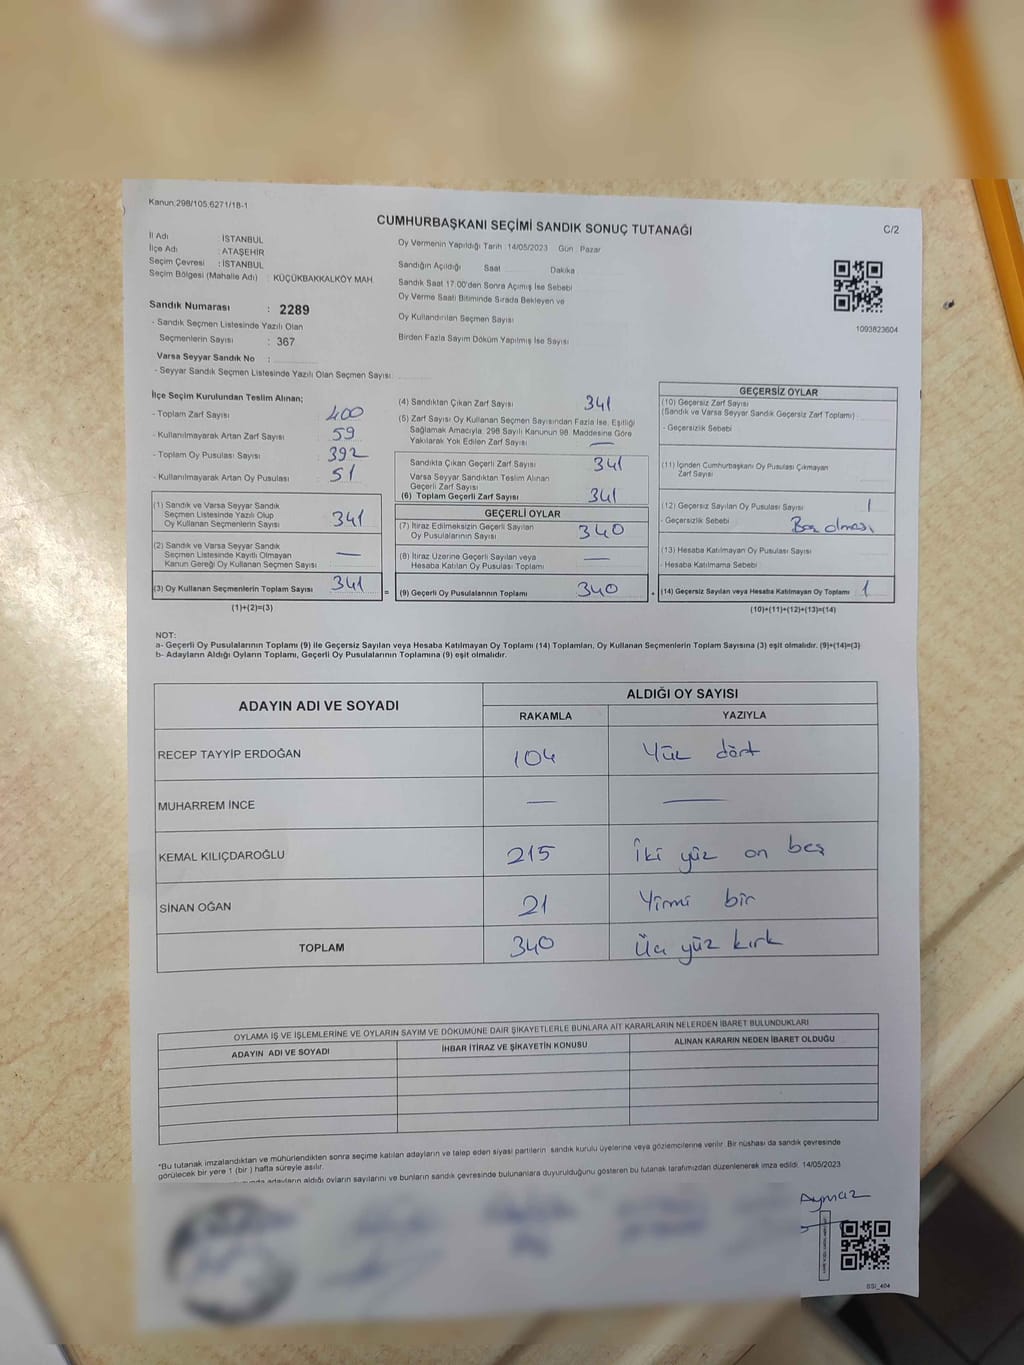 Kanun:298/105:6271/18-1
CUMHURBAŞKANI SEÇİMİ SANDIK SONUÇ TUTANAĞI
C/2
İl Adı : İSTANBUL
İlçe Adı : ATAŞEHİR
Seçim Çevresi : İSTANBUL
Seçim Bölgesi (Mahalle Adı) : KÜÇÜKBAKKALKÖY MAH.
Oy Vermenin Yapıldığı Tarih :14/05/2023 Gün : Pazar
Sandığın Açıldığı Saat Dakika
Sandık Saat 17.00'den Sonra Açımış İse Sebebi
Oy Verme Saati Bitiminde Sırada Bekleyen ve
Oy Kullandırılan Seçmen Sayısı
Birden Fazla Sayım Döküm Yapılmış İse Sayısı
1093823604
Sandık Numarası : 2289
- Sandık Seçmen Listesinde Yazılı Olan
Seçmenlerin Sayısı : 367
Varsa Seyyar Sandık No :
- Seyyar Sandık Seçmen Listesinde Yazılı Olan Seçmen Sayısı:
İlçe Seçim Kurulundan Teslim Alınan;
- Toplam Zarf Sayısı 400
- Kullanılmayarak Artan Zarf Sayısı 59
- Toplam Oy Pusulası Sayısı 392
- Kullanılmayarak Artan Oy Pusulası 51
(1) Sandık ve Varsa Seyyar Sandık
Seçmen Listesinde Yazılı Olup
Oy Kullanan Seçmenlerin Sayısı 341
(2) Sandık ve Varsa Seyyar Sandık
Seçmen Listesinde Kayıtlı Olmayan
Kanun Gereği Oy Kullanan Seçmen Sayısı —
(3) Oy Kullanan Seçmenlerin Toplam Sayısı 341
(1)+(2)=(3)
(4) Sandıktan Çıkan Zarf Sayısı 341
(5) Zarf Sayısı Oy Kullanan Seçmen Sayısından Fazla İse, Eşitliği
Sağlamak Amacıyla, 298 Sayılı Kanunun 98. Maddesine Göre
Yakılarak Yok Edilen Zarf Sayısı —
Sandıkta Çıkan Geçerli Zarf Sayısı 341
Varsa Seyyar Sandıktan Teslim Alınan
Geçerli Zarf Sayısı
(6) Toplam Geçerli Zarf Sayısı 341
GEÇERLİ OYLAR
(7) İtiraz Edilmeksizin Geçerli Sayılan
Oy Pusulalarının Sayısı 340
(8) İtiraz Üzerine Geçerli Sayılan veya
Hesaba Katılan Oy Pusulası Toplamı —
= (9) Geçerli Oy Pusulalarının Toplamı 340
GEÇERSİZ OYLAR
(10) Geçersiz Zarf Sayısı
(Sandık ve Varsa Seyyar Sandık Geçersiz Zarf Toplamı)
- Geçersizlik Sebebi
(11) İçinden Cumhurbaşkanı Oy Pusulası Çıkmayan
Zarf Sayısı
(12) Geçersiz Sayılan Oy Pusulası Sayısı 1
- Geçersizlik Sebebi Boş olması
(13) Hesaba Katılmayan Oy Pusulası Sayısı
- Hesaba Katılmama Sebebi
+ (14) Geçersiz Sayılan veya Hesaba Katılmayan Oy Toplamı 1
(10)+(11)+(12)+(13)=(14)
NOT:
a- Geçerli Oy Pusulalarının Toplamı (9) ile Geçersiz Sayılan veya Hesaba Katılmayan Oy Toplamı (14) Toplamları, Oy Kullanan Seçmenlerin Toplam Sayısına (3) eşit olmalıdır. (9)+(14)=(3)
b- Adayların Aldığı Oyların Toplamı, Geçerli Oy Pusulalarının Toplamına (9) eşit olmalıdır.
ADAYIN ADI VE SOYADI
ALDIĞI OY SAYISI
RAKAMLA YAZIYLA
RECEP TAYYİP ERDOĞAN 104 Yüz dört
MUHARREM İNCE — —
KEMAL KILIÇDAROĞLU 215 İki yüz on beş
SİNAN OĞAN 21 Yirmi bir
TOPLAM 340 Üç yüz kırk
OYLAMA İŞ VE İŞLEMLERİNE VE OYLARIN SAYIM VE DÖKÜMÜNE DAİR ŞİKAYETLERLE BUNLARA AİT KARARLARIN NELERDEN İBARET BULUNDUKLARI
ADAYIN ADI VE SOYADI İHBAR İTİRAZ VE ŞİKAYETİN KONUSU ALINAN KARARIN NEDEN İBARET OLDUĞU
*Bu tutanak imzalandıktan ve mühürlendikten sonra seçime katılan adayların ve talep eden siyasi partilerin sandık kurulu üyelerine veya gözlemcilerine verilir. Bir nüshası da sandık çevresinde
görülecek bir yere 1 (bir ) hafta süreyle asılır.
adayların aldığı oyların sayılarını ve bunların sandık çevresinde bulunanlara duyurulduğunu gösteren bu tutanak tarafımızdan düzenlenerek imza edildi. 14/05/2023
Aymaz
SSI_404